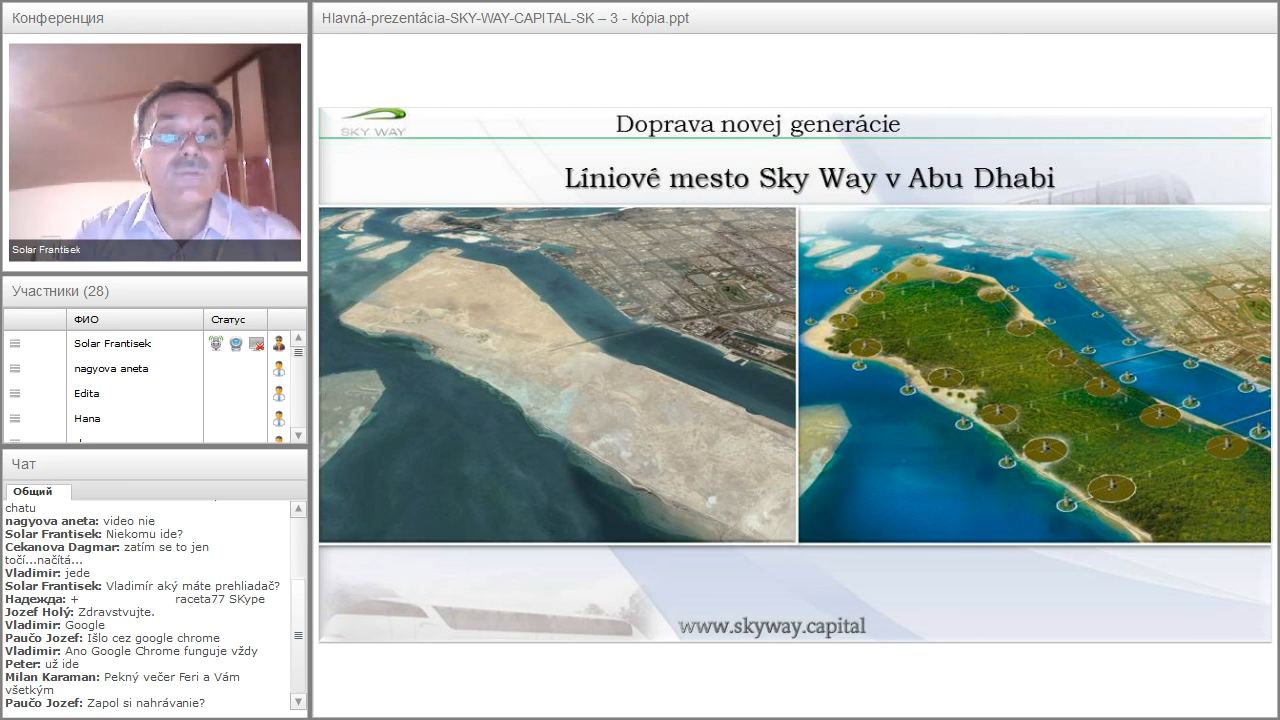 Конференция
Solar Frantisek
Участники (28)
ФИО
Статус
Solar Frantisek
nagyova aneta
Edita
Hana
Чат
Общий
chatu
nagyova aneta: video nie
Solar Frantisek: Niekomu ide?
Cekanova Dagmar: zatím se to jen
točí...načítá...
Vladimir: jede
Solar Frantisek: Vladimír aký máte prehliadač?
Надежда: + raceta77 SKype
Jozef Holý: Zdravstvujte.
Vladimir: Google
Paučo Jozef: Išlo cez google chrome
Vladimir: Ano Google Chrome funguje vždy
Peter: už ide
Milan Karaman: Pekný večer Feri a Vám
všetkým
Paučo Jozef: Zapol si nahrávanie?
Hlavná-prezentácia-SKY-WAY-CAPITAL-SK – 3 - kópia.ppt
SKY WAY
Doprava novej generácie
Líniové mesto Sky Way v Abu Dhabi
www.skyway.capital